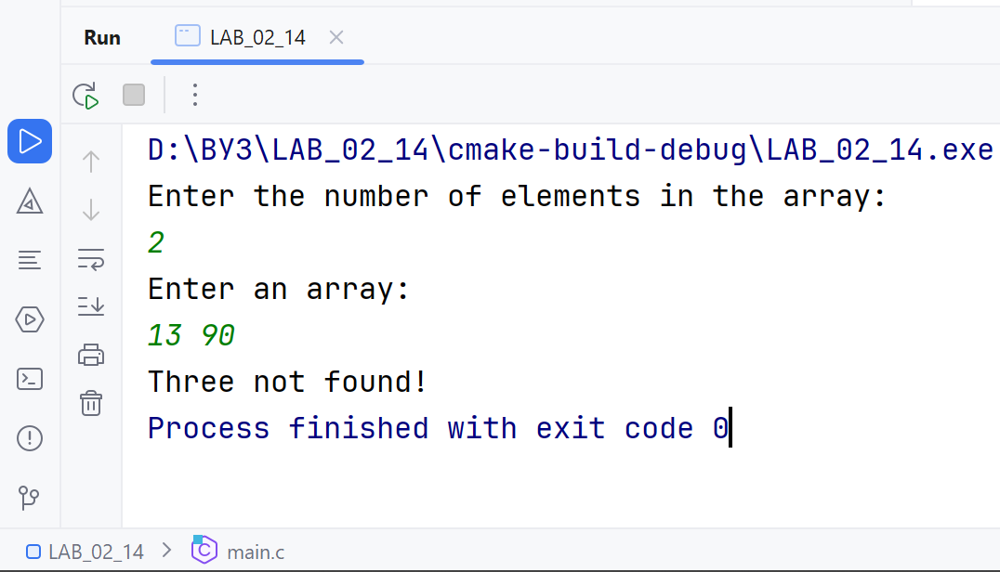 Run LAB_02_14
D:\ВУЗ\LAB_02_14\cmake-build-debug\LAB_02_14.exe
Enter the number of elements in the array:
2
Enter an array:
13 90
Three not found!
Process finished with exit code 0
LAB_02_14 > C main.c